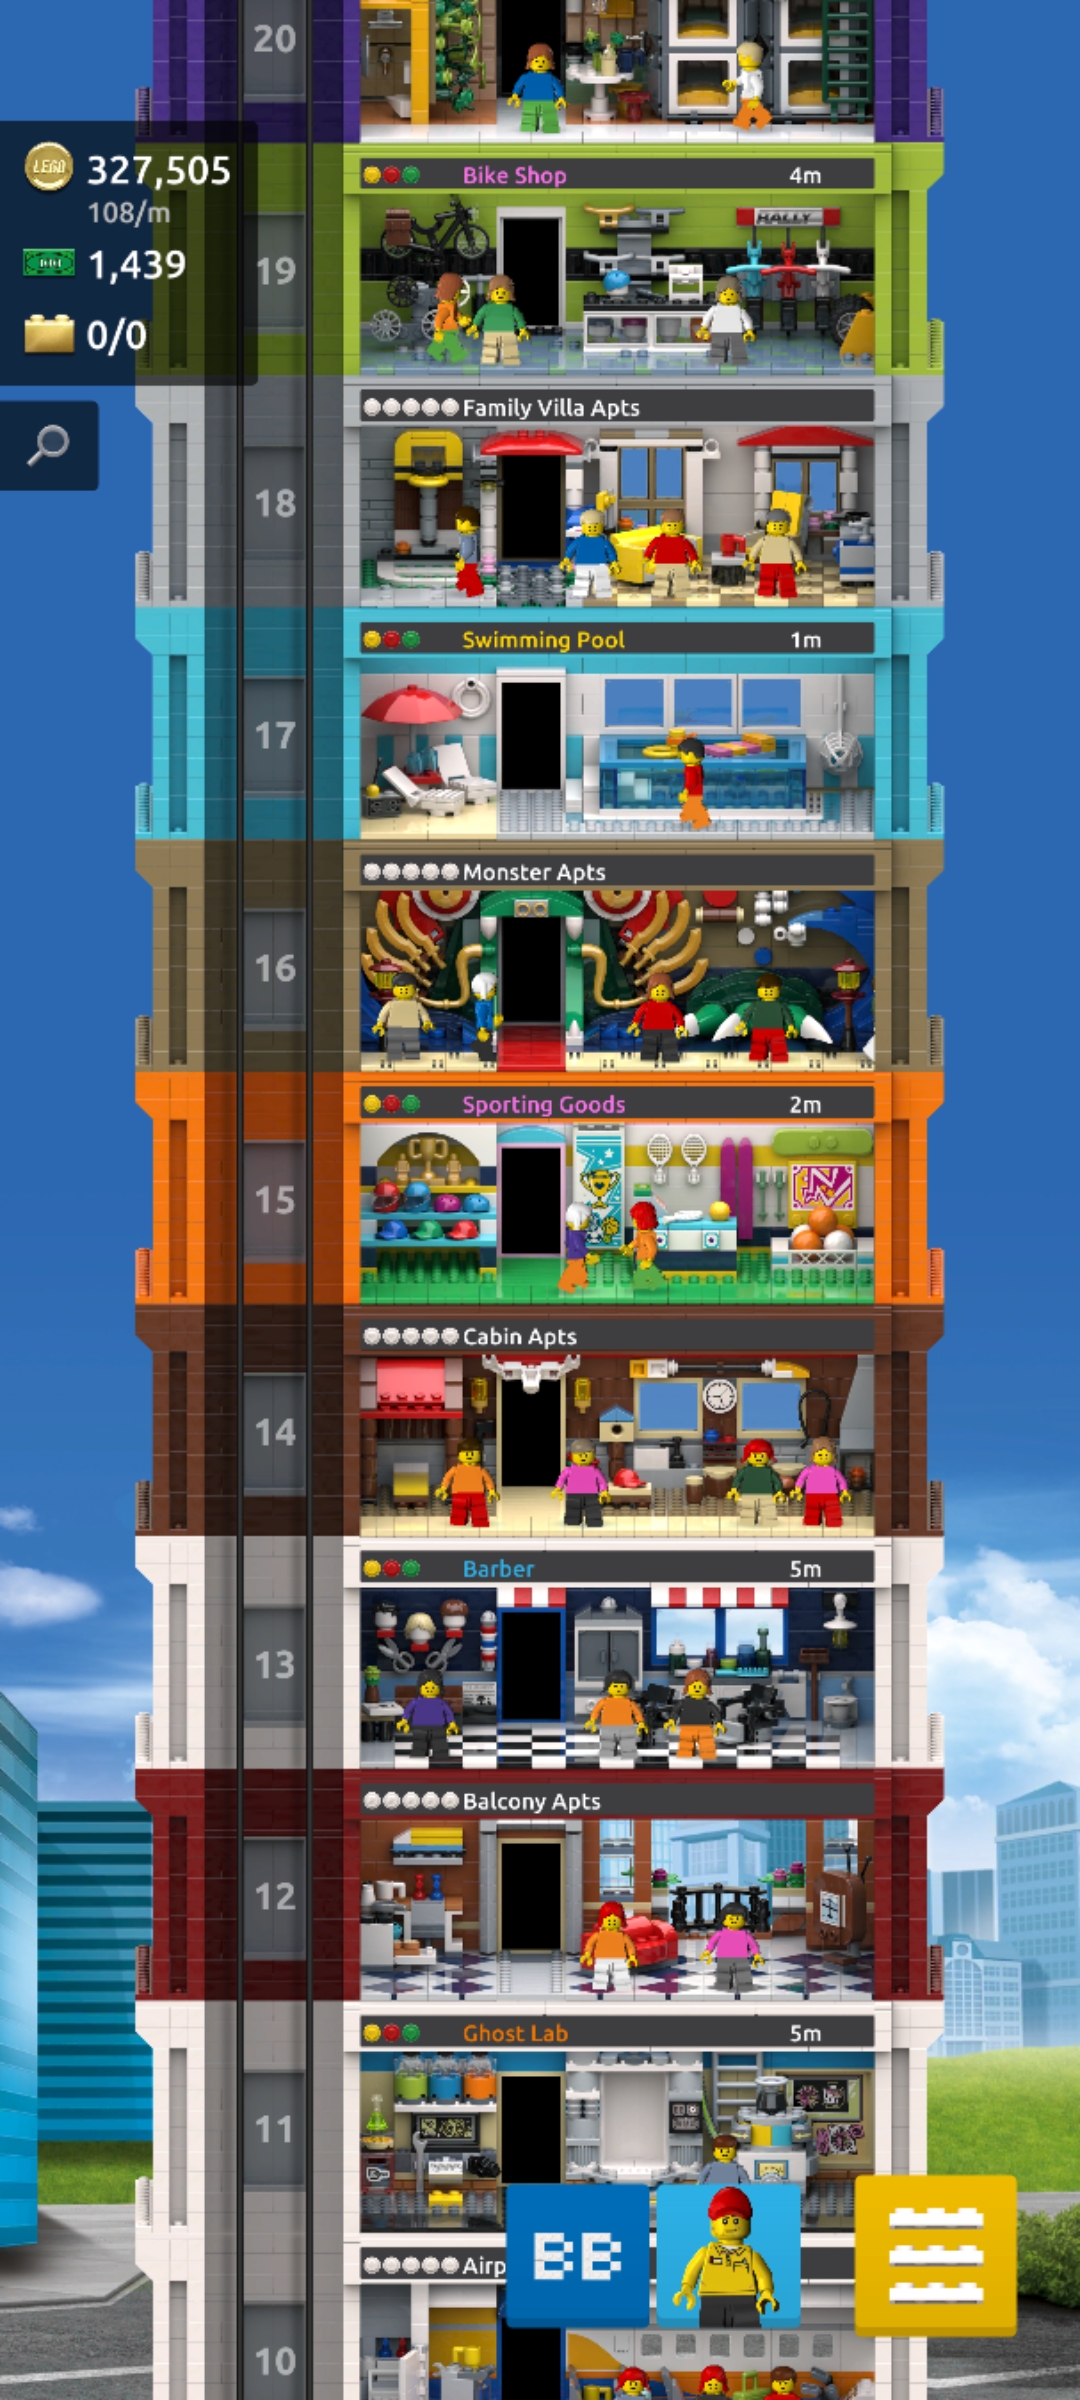 20
LEGO 327,505
108/m
1,439
0/0
Bike Shop 4m
RALLY
19
Family Villa Apts
18
Swimming Pool 1m
17
Monster Apts
16
Sporting Goods 2m
15
Cabin Apts
14
Barber 5m
13
Balcony Apts
12
Ghost Lab 5m
11
Airp
BB
10